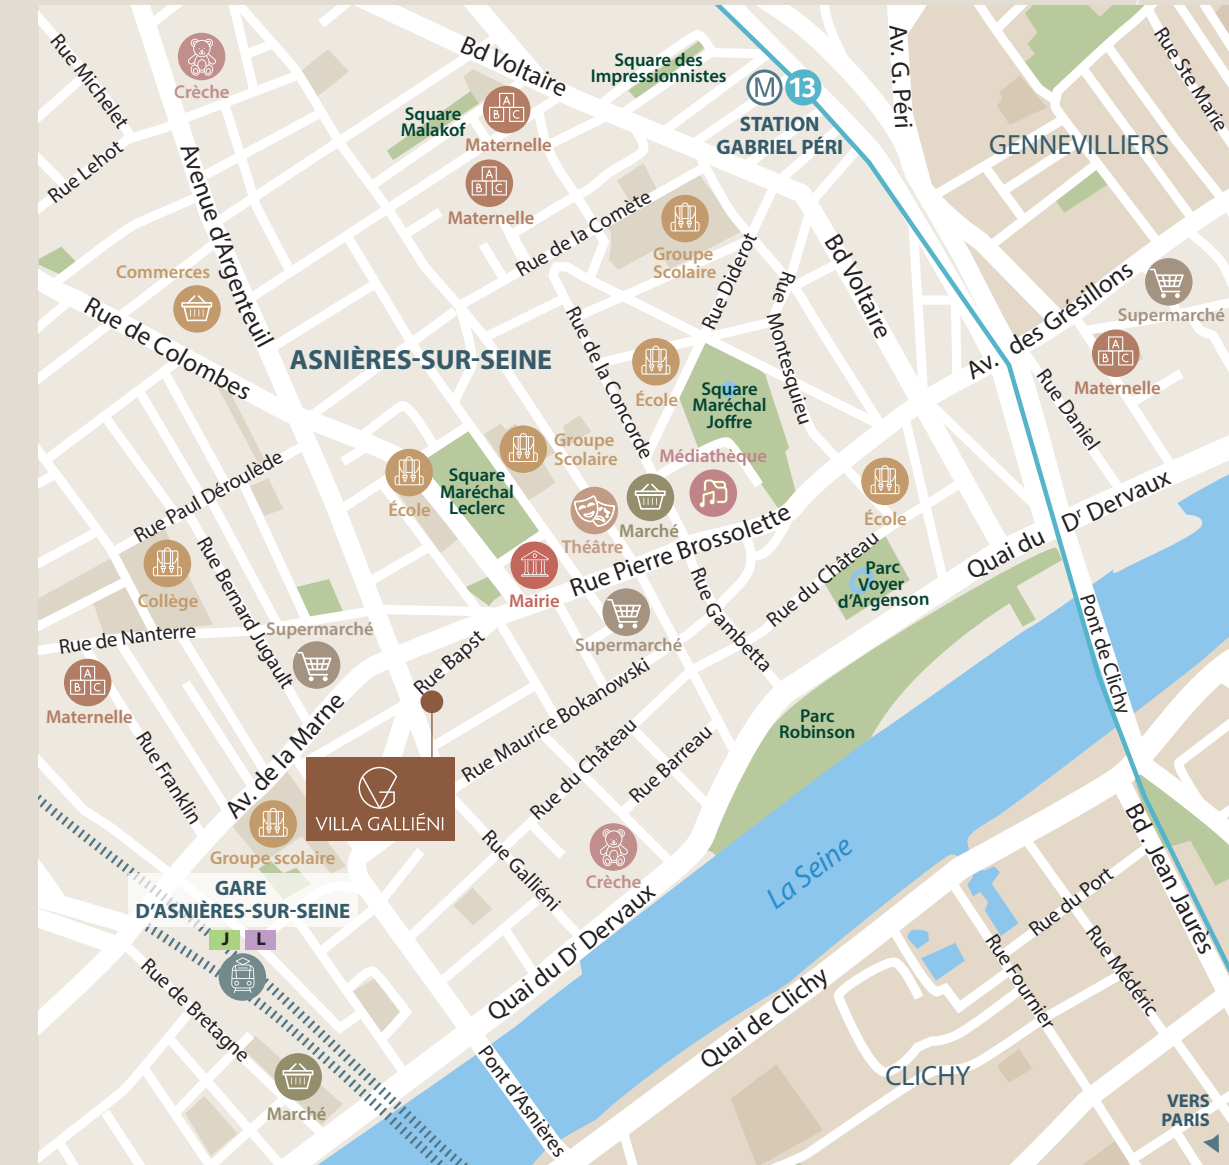 Rue Michelet
Crèche
Bd Voltaire
Square des
Impressionnistes
M
13
STATION
GABRIEL PÉRI
Av. G. Péri
Rue Ste Marie
GENNEVILLIERS
Square
Malakof
A
B C
Maternelle
A
B C
Maternelle
Rue Lehot
Avenue d'Argenteuil
Rue de la Comète
Groupe
Scolaire
Rue Diderot
Rue Montesquieu
Bd Voltaire
Commerces
Rue de Colombes
ASNIÈRES-SUR-SEINE
Rue de la Concorde
École
Square
Maréchal
Joffre
Av. des Grésillons
Supermarché
A
B C
Maternelle
Rue Daniel
Groupe
Scolaire
École
Square
Maréchal
Leclerc
Médiathèque
Marché
Théâtre
École
Rue Paul Déroulède
Collège
Rue Bernard Jugault
Mairie
Rue Pierre Brossolette
Quai du Dr Dervaux
Rue du Château
Parc
Voyer
d'Argenson
Pont de Clichy
Rue de Nanterre
Supermarché
Supermarché
Rue Gambetta
A
B C
Maternelle
Rue Bapst
Rue Maurice Bokanowski
Parc
Robinson
Rue Franklin
Av. de la Marne
VILLA GALLIÉNI
Rue du Château
Rue Barreau
Groupe scolaire
Rue Galliéni
Crèche
La Seine
Bd. Jean Jaurès
GARE
D'ASNIÈRES-SUR-SEINE
J L
Quai du Dr Dervaux
Rue du Port
Rue Fournier
Rue Médéric
Rue de Bretagne
Quai de Clichy
Marché
Pont d'Asnières
CLICHY
VERS
PARIS